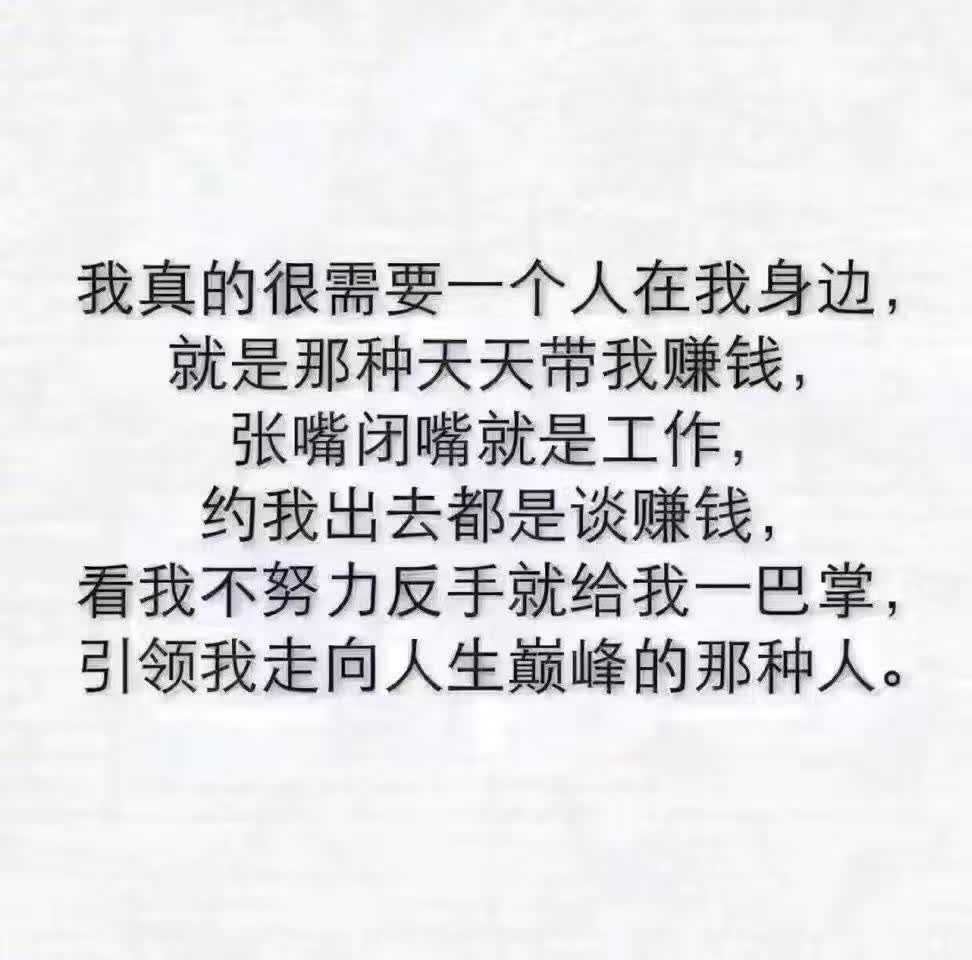 我真的很需要一个人在我身边，
就是那种天天带我赚钱，
张嘴闭嘴就是工作，
约我出去都是谈赚钱，
看我不努力反手就给我一巴掌，
引领我走向人生巅峰的那种人。